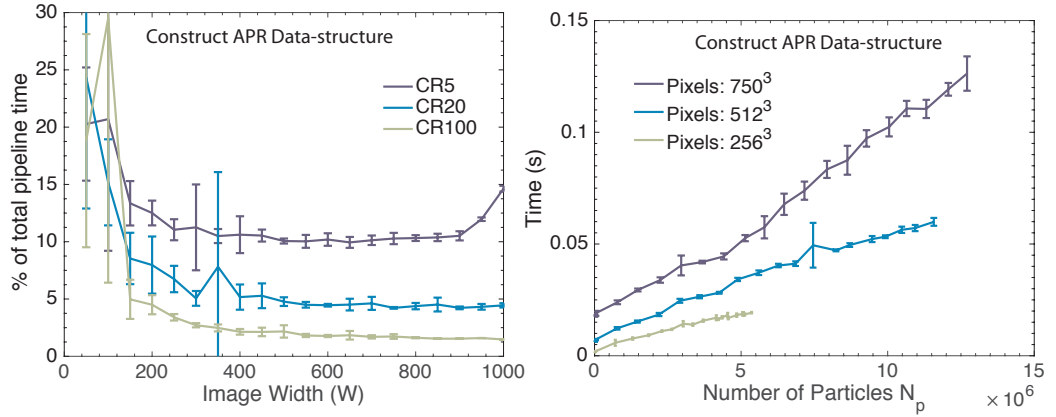 Construct APR Data-structure
CR5
CR20
CR100
% of total pipeline time
30
25
20
15
10
5
0
0 200 400 600 800 1000
Image Width (W)
Construct APR Data-structure
Pixels: 750³
Pixels: 512³
Pixels: 256³
Time (s)
0.15
0.1
0.05
0
0 5 10 15
Number of Particles Nₚ
× 10⁶